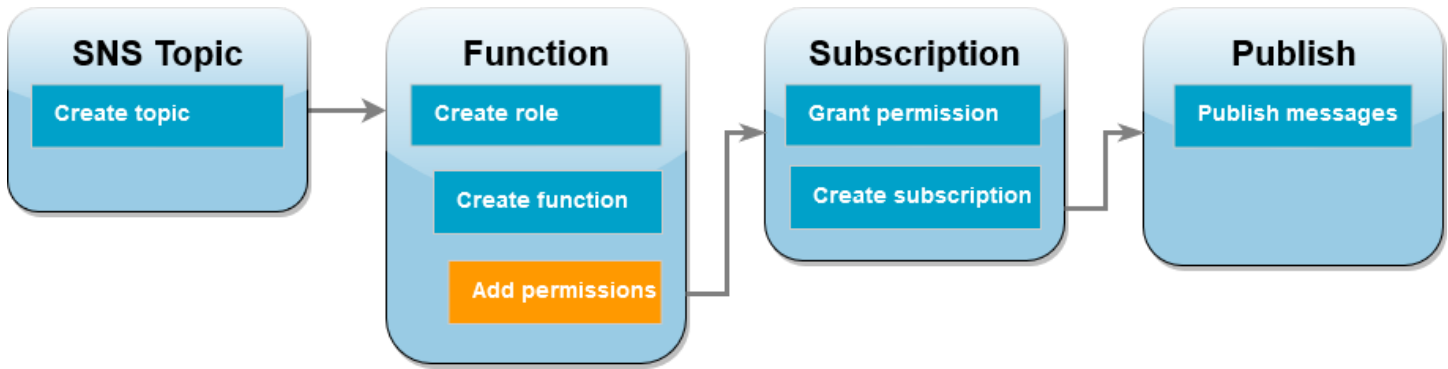 SNS Topic
Create topic
Function
Create role
Create function
Add permissions
Subscription
Grant permission
Create subscription
Publish
Publish messages